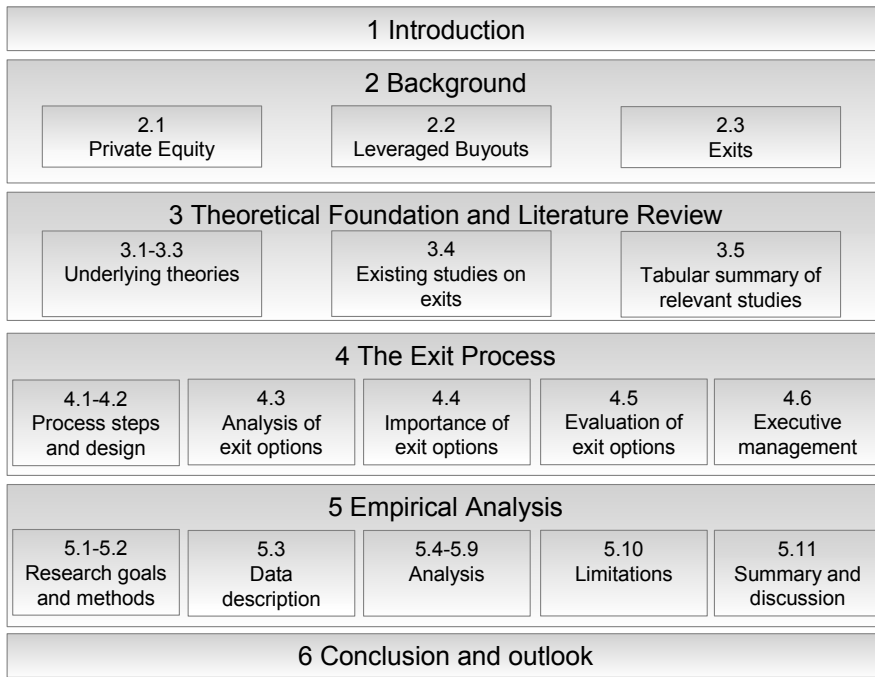 1 Introduction
2 Background
2.1
Private Equity
2.2
Leveraged Buyouts
2.3
Exits
3 Theoretical Foundation and Literature Review
3.1-3.3
Underlying theories
3.4
Existing studies on
exits
3.5
Tabular summary of
relevant studies
4 The Exit Process
4.1-4.2
Process steps
and design
4.3
Analysis of
exit options
4.4
Importance of
exit options
4.5
Evaluation of
exit options
4.6
Executive
management
5 Empirical Analysis
5.1-5.2
Research goals
and methods
5.3
Data
description
5.4-5.9
Analysis
5.10
Limitations
5.11
Summary and
discussion
6 Conclusion and outlook